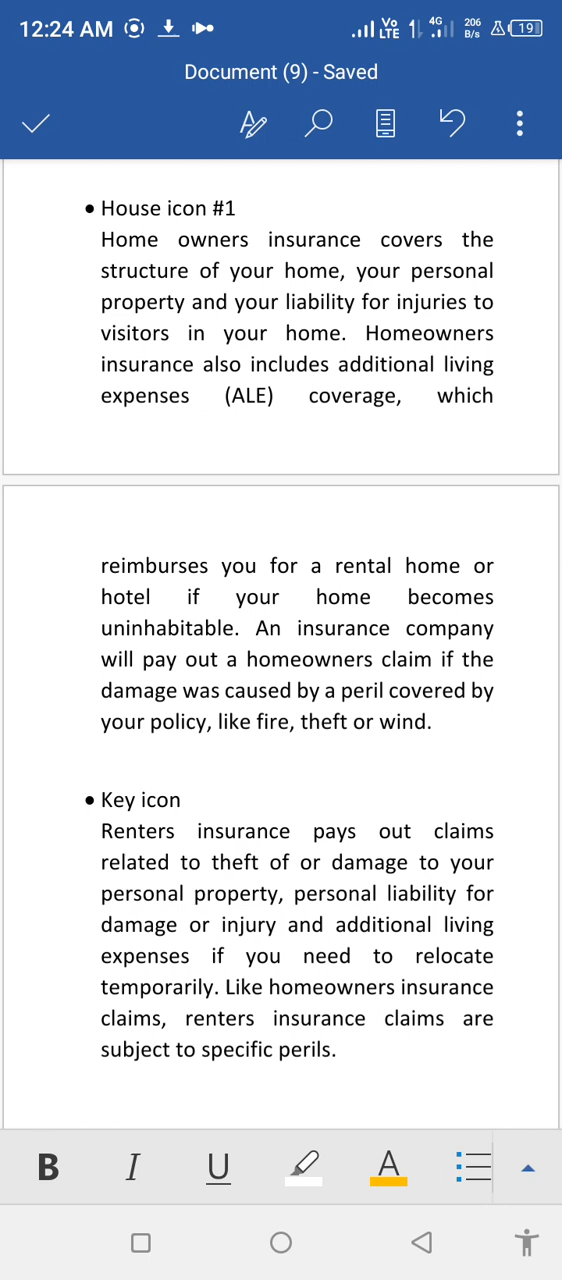 12:24 AM Vo LTE 4G 206 B/s 19
Document (9) - Saved
• House icon #1
Home owners insurance covers the
structure of your home, your personal
property and your liability for injuries to
visitors in your home. Homeowners
insurance also includes additional living
expenses (ALE) coverage, which
reimburses you for a rental home or
hotel if your home becomes
uninhabitable. An insurance company
will pay out a homeowners claim if the
damage was caused by a peril covered by
your policy, like fire, theft or wind.
• Key icon
Renters insurance pays out claims
related to theft of or damage to your
personal property, personal liability for
damage or injury and additional living
expenses if you need to relocate
temporarily. Like homeowners insurance
claims, renters insurance claims are
subject to specific perils.
B I U A